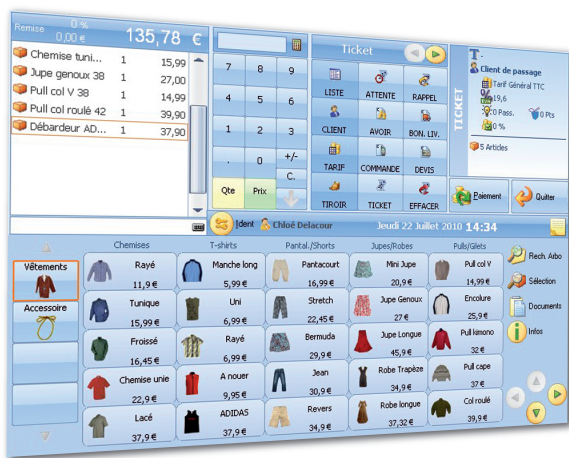 Remise 0 %
0,00 € 135,78 €
Chemise tuni... 1 15,99
Jupe genoux 38 1 27,00
Pull col V 38 1 14,99
Pull col roulé 42 1 39,90
Débardeur AD... 1 37,90
7 8 9
4 5 6
1 2 3
. 0 +/-
C.
Qte Prix
Ticket
LISTE ATTENTE RAPPEL
CLIENT AVOIR BON. LIV.
TARIF COMMANDE DEVIS
TIROIR TICKET EFFACER
TICKET
T -
Client de passage
Tarif Général TTC
19,6
0 Pass. 0 Pts
0 %
5 Articles
Paiement Quitter
Ident Chloé Delacour Jeudi 22 Juillet 2010 14:34
Vêtements
Accessoire
Chemises T-shirts Pantal./Shorts Jupes/Robes Pulls/Gilets
Rayé Manche long Pantacourt Mini Jupe Pull col V
11,9 € 5,99 € 16,99 € 20,9 € 14,99 €
Tunique Uni Stretch Jupe Genoux Encolure
15,99 € 6,99 € 22,45 € 27 € 25,9 €
Froissé Rayé Bermuda Jupe Longue Pull kimono
16,45 € 6,99 € 29,9 € 45,9 € 32 €
Chemise unie A nouer Jean Robe Trapèze Pull cape
22,9 € 9,95 € 30,9 € 34,9 € 37 €
Lacé ADIDAS Revers Robe longue Col roulé
37,9 € 37,9 € 34,9 € 37,32 € 39,9 €
Rech. Arbo
Sélection
Documents
Infos